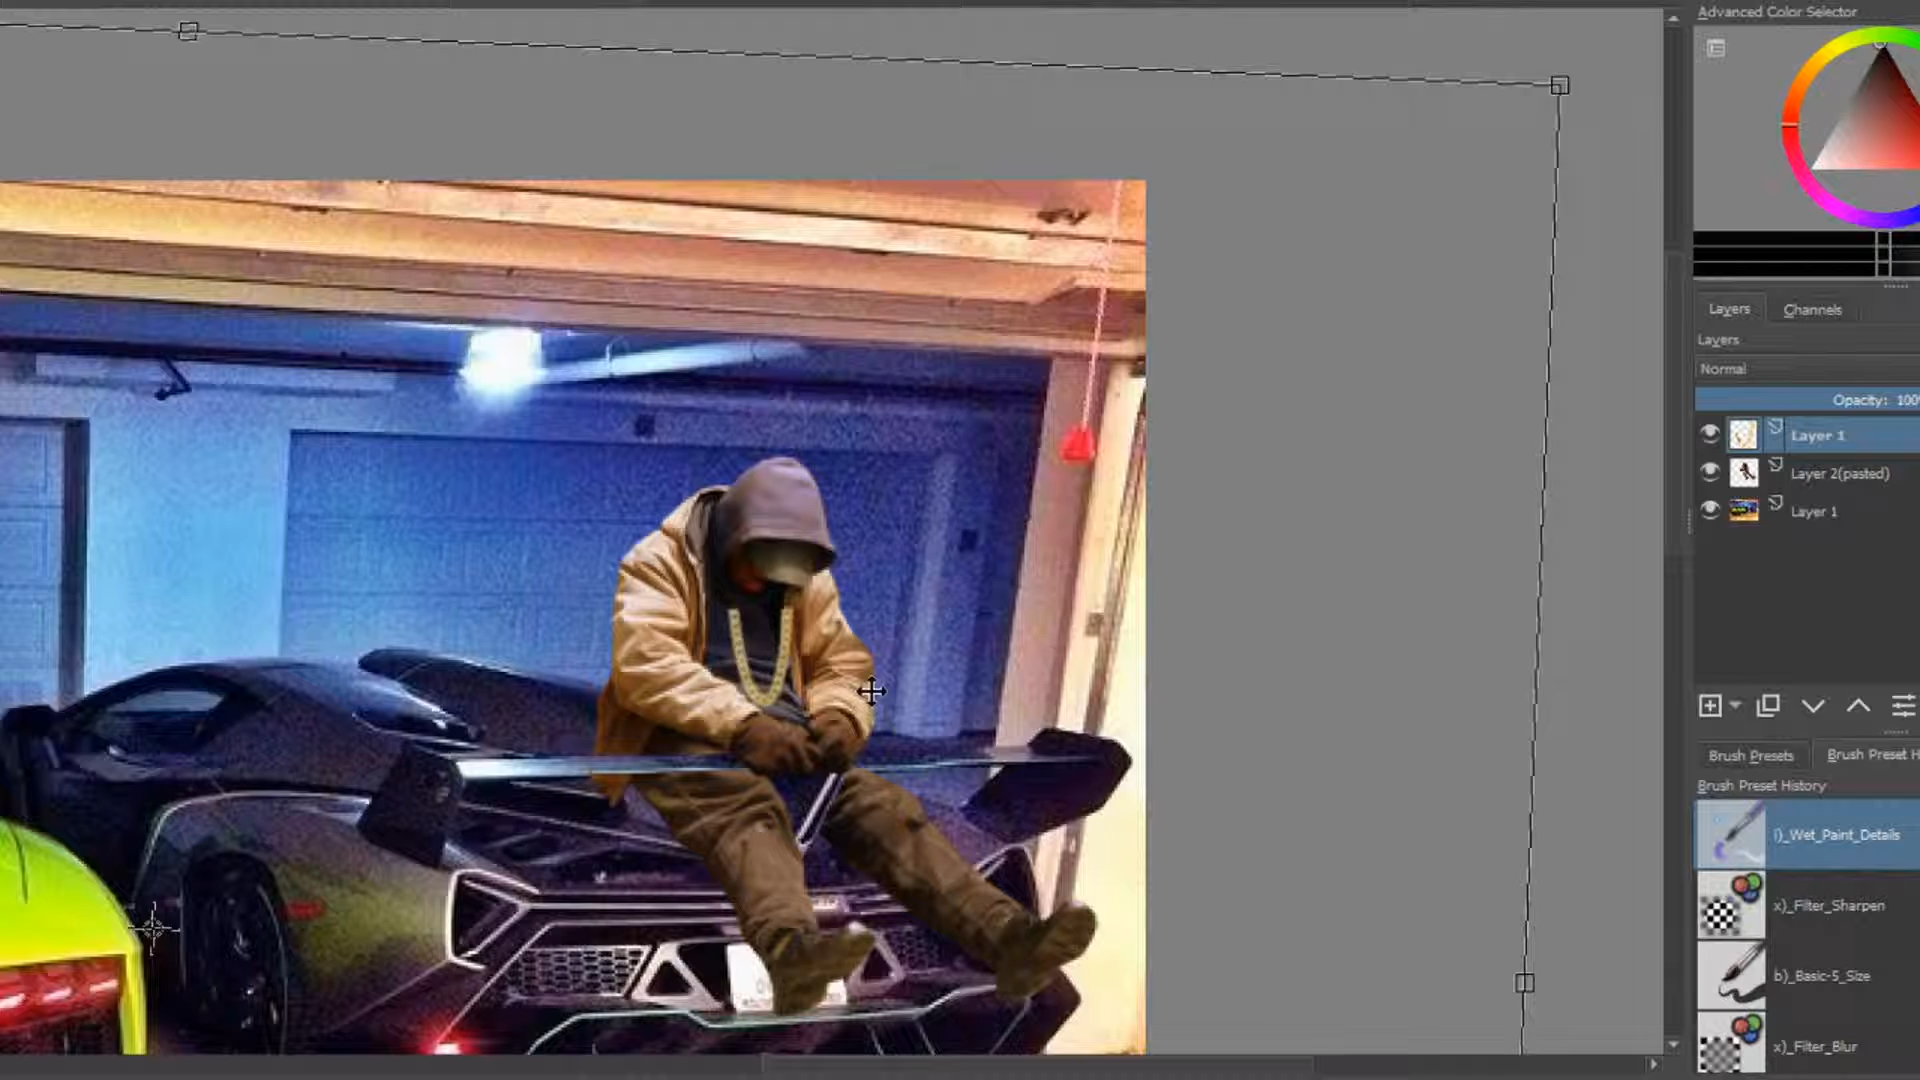 Advanced Color Selector
Layers
Channels
Layers
Normal
Opacity: 100
Layer 1
Layer 2(pasted)
Layer 1
Brush Presets
Brush Preset H
Brush Preset History
i)_Wet_Paint_Details
x)_Filter_Sharpen
b)_Basic-5_Size
x)_Filter_Blur